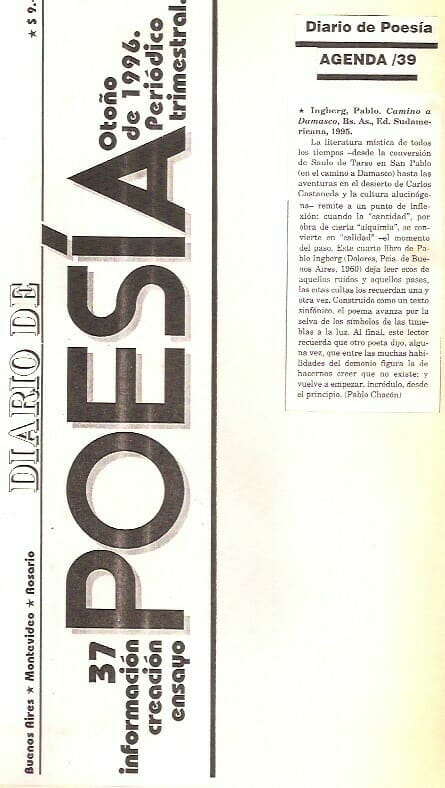 Buenos Aires ★ Montevideo ★ Rosario
★ $ 9.-
DIARIO DE
POESÍA
37
información
creación
ensayo
Otoño
de 1996.
Periódico
trimestral.
Diario de Poesía
AGENDA /39
★ Ingberg, Pablo. Camino a
Damasco, Bs. As., Ed. Sudame-
ricana, 1995.
La literatura mística de todos
los tiempos –desde la conversión
de Saulo de Tarso en San Pablo
(en el camino a Damasco) hasta las
aventuras en el desierto de Carlos
Castaneda y la cultura alucinóge-
na– remite a un punto de infle-
xión: cuando la "cantidad", por
obra de cierta "alquimia", se con-
vierte en "calidad" –el momento
del paso. Este cuarto libro de Pa-
blo Ingberg (Dolores, Pcia. de Bue-
nos Aires, 1960) deja leer ecos de
aquellos ruidos y aquellos pases,
las citas cultas los recuerdan una y
otra vez. Construido como un texto
sinfónico, el poema avanza por la
selva de los símbolos de las tinie-
blas a la luz. Al final, este lector
recuerda que otro poeta dijo, algu-
na vez, que entre las muchas habi-
lidades del demonio figura la de
hacernos creer que no existe; y
vuelve a empezar, incrédulo, desde
el principio. (Pablo Chacón)